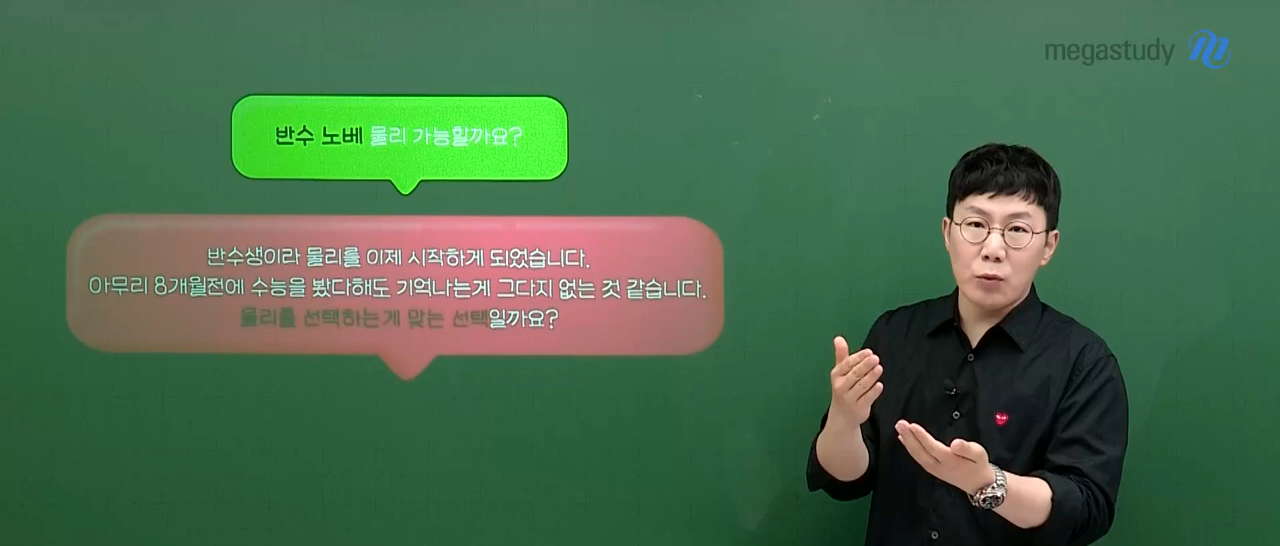 megastudy
반수 노베 물리 가능할까요?
반수생이라 물리를 이제 시작하게 되었습니다.
아무리 8개월전에 수능을 봤다해도 기억나는게 그다지 없는 것 같습니다.
물리를 선택하는게 맞는 선택일까요?